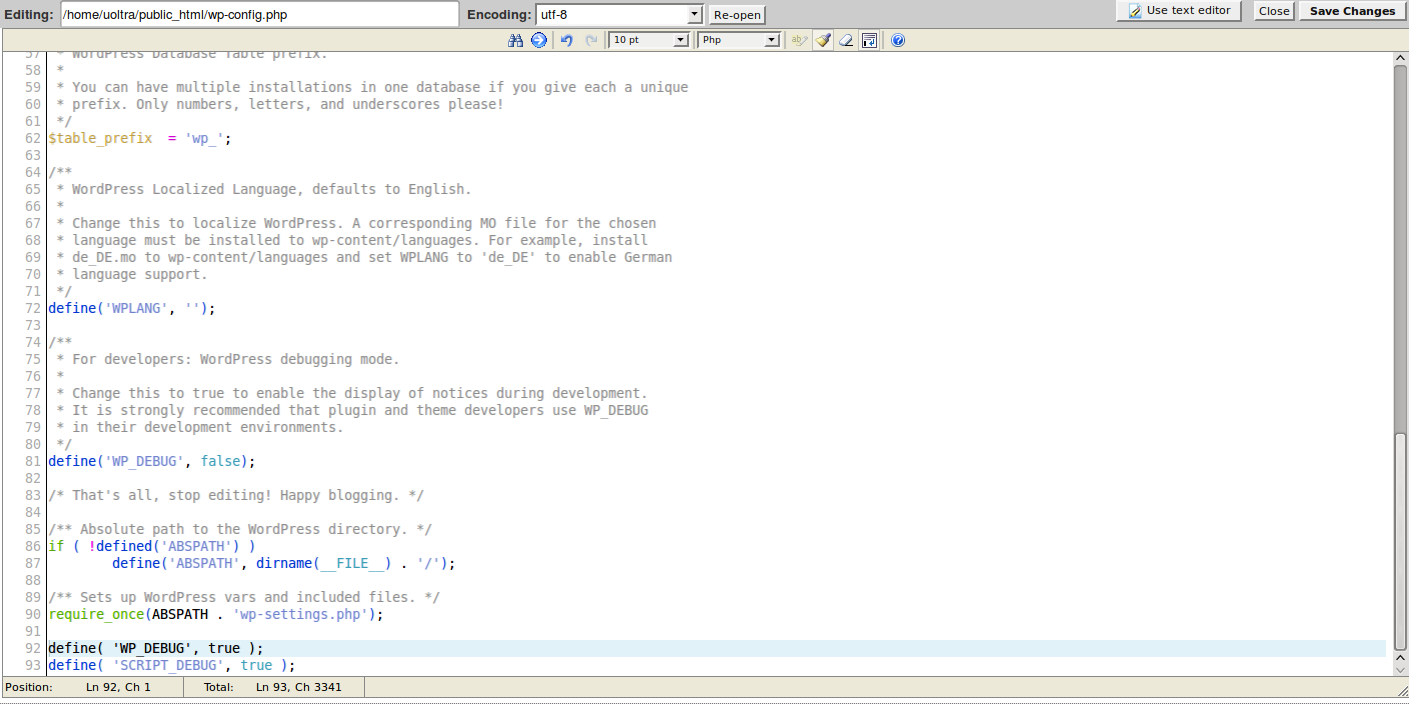 Editing: /home/uoltra/public_html/wp-config.php Encoding: utf-8 Re-open Use text editor Close Save Changes
10 pt Php
57 * WordPress Database Table prefix.
58 *
59 * You can have multiple installations in one database if you give each a unique
60 * prefix. Only numbers, letters, and underscores please!
61 */
62 $table_prefix  = 'wp_';
63
64 /**
65 * WordPress Localized Language, defaults to English.
66 *
67 * Change this to localize WordPress. A corresponding MO file for the chosen
68 * language must be installed to wp-content/languages. For example, install
69 * de_DE.mo to wp-content/languages and set WPLANG to 'de_DE' to enable German
70 * language support.
71 */
72 define('WPLANG', '');
73
74 /**
75 * For developers: WordPress debugging mode.
76 *
77 * Change this to true to enable the display of notices during development.
78 * It is strongly recommended that plugin and theme developers use WP_DEBUG
79 * in their development environments.
80 */
81 define('WP_DEBUG', false);
82
83 /* That's all, stop editing! Happy blogging. */
84
85 /** Absolute path to the WordPress directory. */
86 if ( !defined('ABSPATH') )
87         define('ABSPATH', dirname(__FILE__) . '/');
88
89 /** Sets up WordPress vars and included files. */
90 require_once(ABSPATH . 'wp-settings.php');
91
92 define( 'WP_DEBUG', true );
93 define( 'SCRIPT_DEBUG', true );
Position: Ln 92, Ch 1 Total: Ln 93, Ch 3341